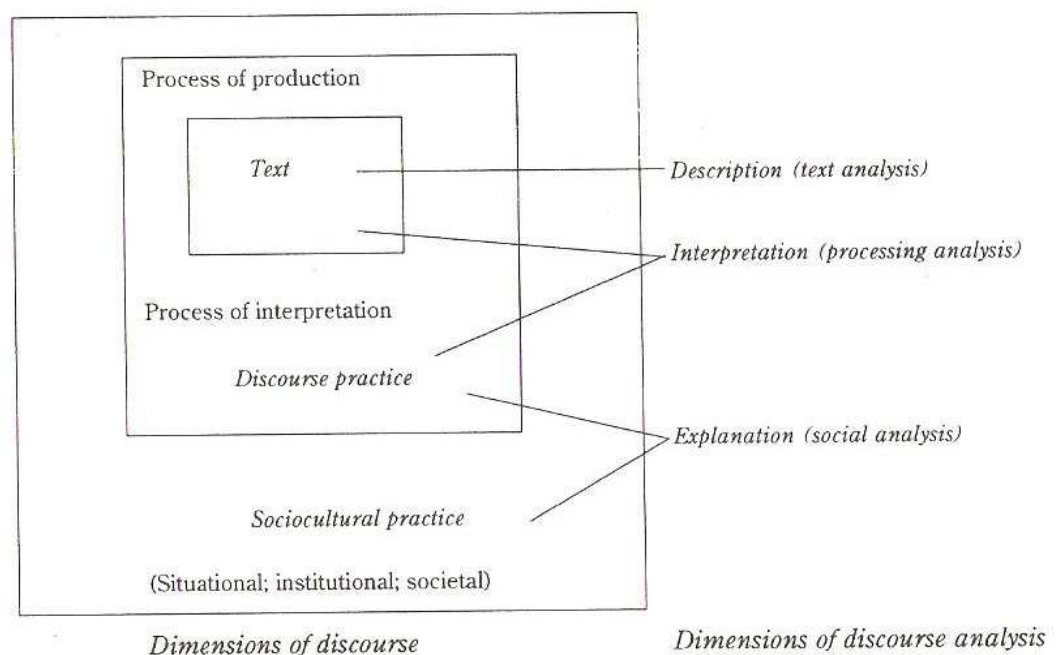 Process of production
Text
Description (text analysis)
Interpretation (processing analysis)
Process of interpretation
Discourse practice
Explanation (social analysis)
Sociocultural practice
(Situational; institutional; societal)
Dimensions of discourse
Dimensions of discourse analysis